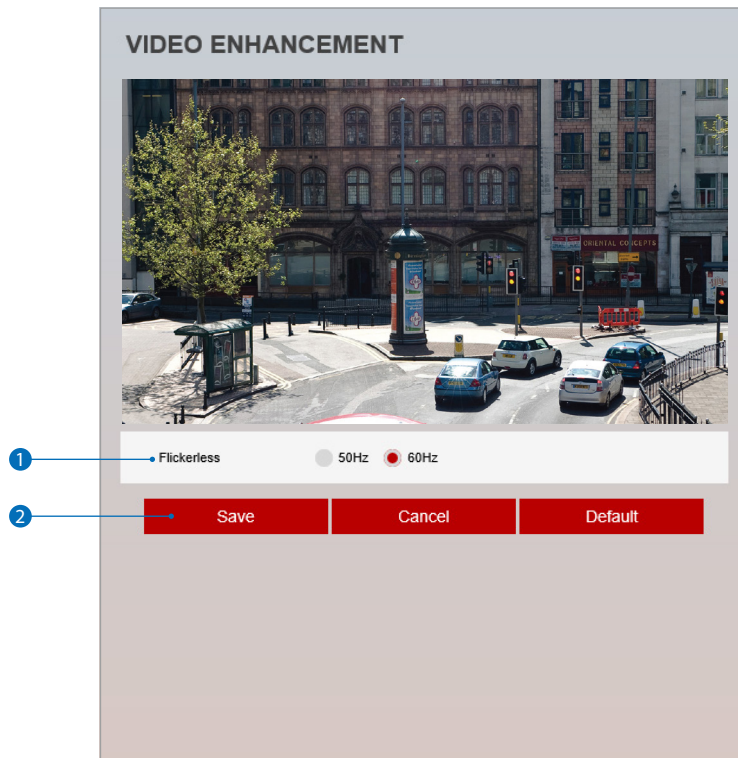 VIDEO ENHANCEMENT
ORIENTAL CONCEPTS
1
Flickerless 50Hz 60Hz
2
Save Cancel Default